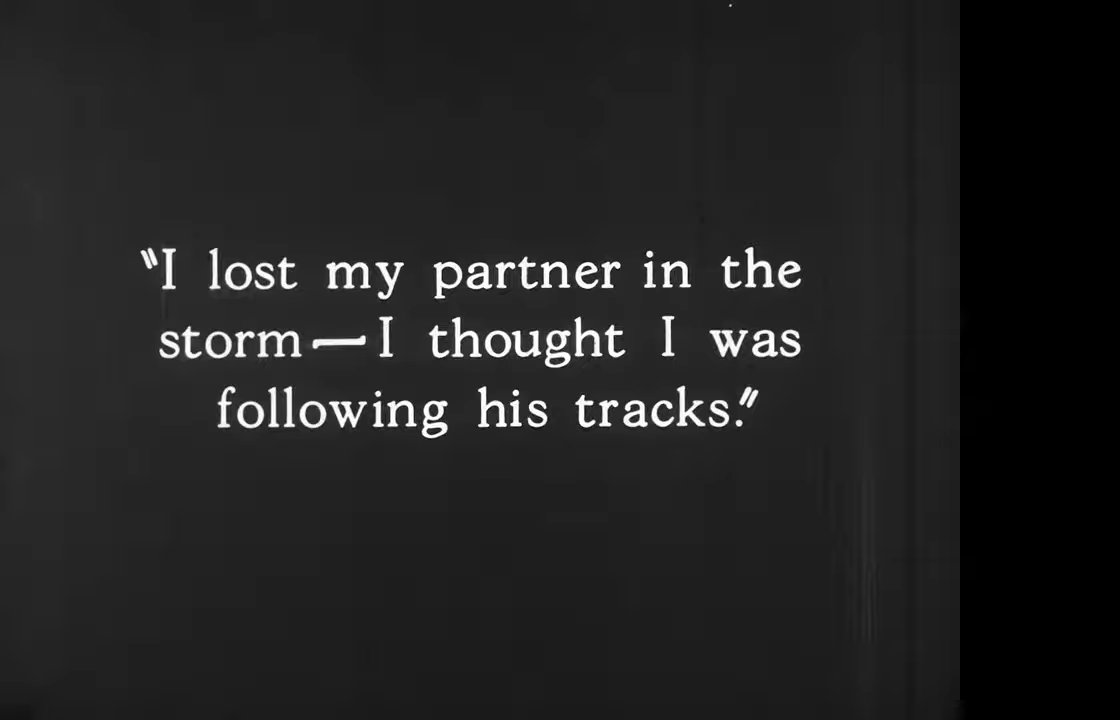 "I lost my partner in the
storm—I thought I was
following his tracks."